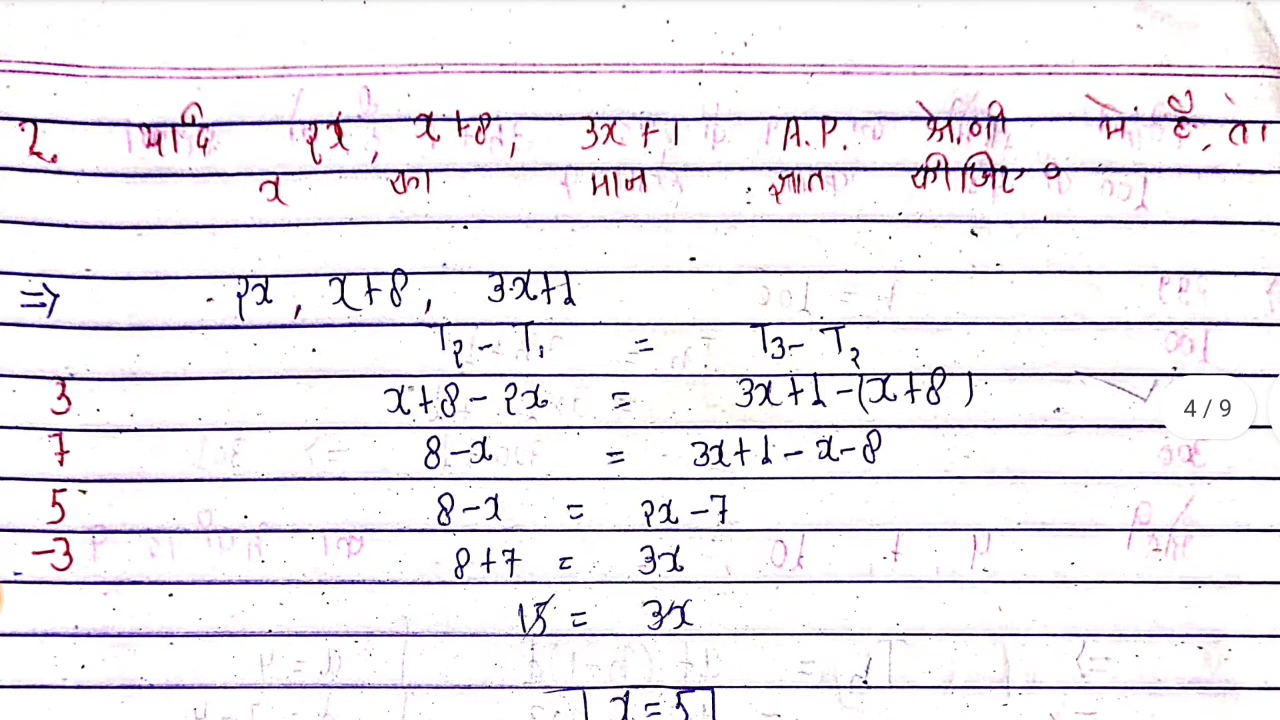 2. यदि 2x, x+8, 3x+1 A.P. श्रेणी में है, तो
x का मान ज्ञात कीजिए ?
=> 2x, x+8, 3x+1
T2 - T1 = T3 - T2
3 x+8-2x = 3x+1-(x+8)
4 / 9
7 8-x = 3x+1-x-8
5 8-x = 2x-7
-3 8+7 = 3x
15 = 3x
x = 5